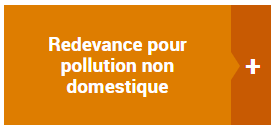 Redevance pour
pollution non
domestique
+